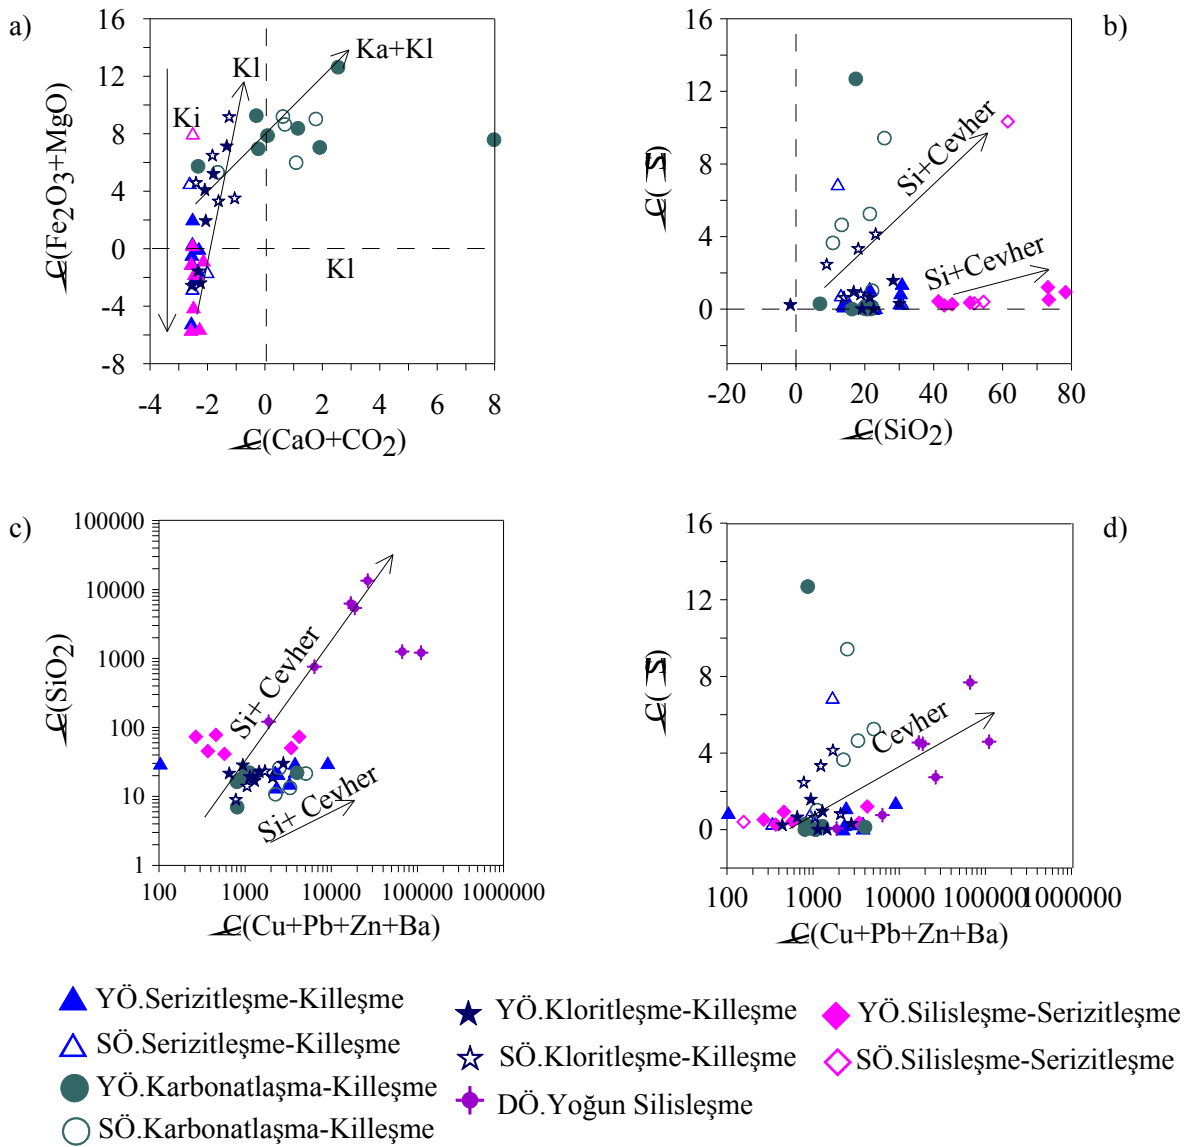 a)
16
12
8
4
0
-4
-8
-4
-2
0
2
4
8
Ki
Kl
Ka+Kl
Kl
C(Fe2O3+MgO)
C(CaO+CO2)
b)
16
12
8
4
0
-20
0
20
40
60
80
Si+Cevher
Si+Cevher
C(S)
C(SiO2)
c)
100000
10000
1000
100
10
1
100
1000
10000
100000
1000000
Si+ Cevher
Si+ Cevher
C(SiO2)
C(Cu+Pb+Zn+Ba)
d)
16
12
8
4
0
100
1000
10000
100000
1000000
Cevher
C(S)
C(Cu+Pb+Zn+Ba)
YÖ.Serizitleşme-Killeşme
SÖ.Serizitleşme-Killeşme
YÖ.Karbonatlaşma-Killeşme
SÖ.Karbonatlaşma-Killeşme
YÖ.Kloritleşme-Killeşme
SÖ.Kloritleşme-Killeşme
DÖ.Yoğun Silisleşme
YÖ.Silisleşme-Serizitleşme
SÖ.Silisleşme-Serizitleşme